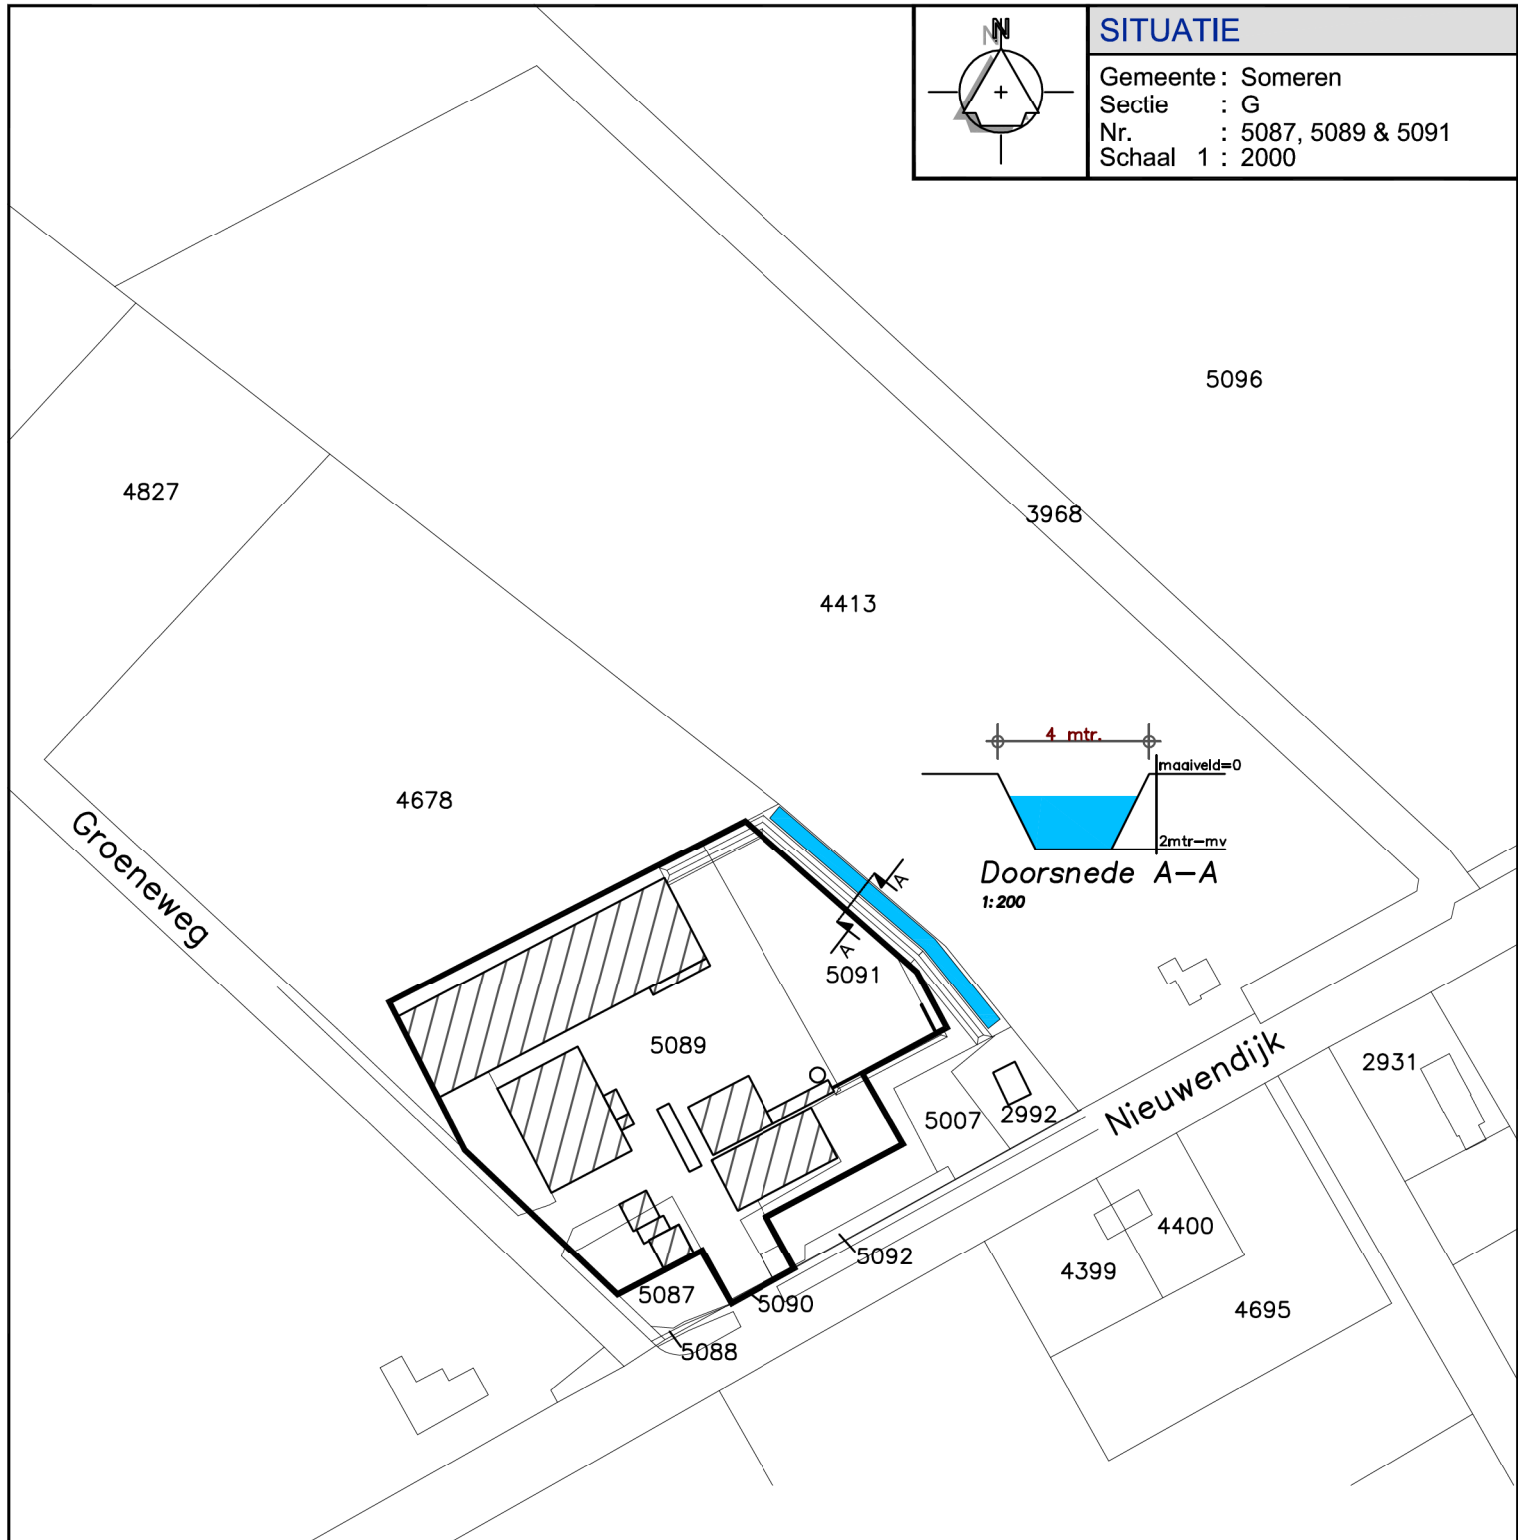 N
SITUATIE
Gemeente : Someren
Sectie : G
Nr. : 5087, 5089 & 5091
Schaal 1 : 2000
5096
4827
3968
4413
4 mtr.
maaiveld=0
2mtr-mv
Doorsnede A-A
1:200
4678
Groeneweg
A
A
5091
5089
2931
5007
2992
Nieuwendijk
4400
5092
4399
5087
5090
4695
5088